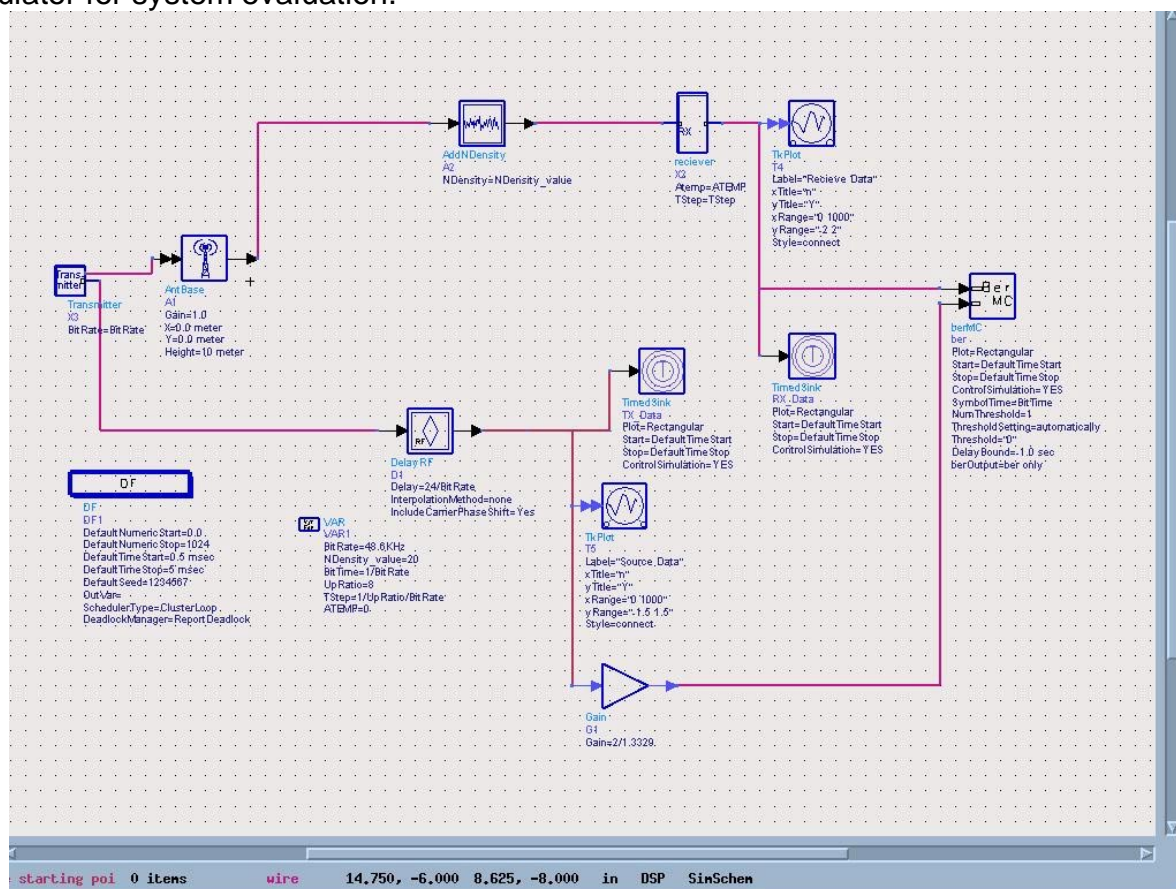 diator for system evaluation.
AddNDensity
A2
NDensity=NDensity_value
RX
reciever
X2
Atemp=ATEMP
TStep=TStep
TkPlot
T4
Label="Recieve Data"
xTitle="n"
yTitle="Y"
xRange="0 1000"
yRange="-2 2"
Style=connect
Trans-
mitter
Transmitter
X3
BitRate=BitRate
AntBase
A1
Gain=1.0
X=0.0 meter
Y=0.0 meter
Height=10 meter
Ber
MC
berMC
ber
Plot=Rectangular
Start=DefaultTimeStart
Stop=DefaultTimeStop
ControlSimulation=YES
SymbolTime=BitTime
NumThreshold=1
ThresholdSetting=automatically
Threshold="0"
DelayBound=-1.0 sec
berOutput=ber only
TimedSink
TX_Data
Plot=Rectangular
Start=DefaultTimeStart
Stop=DefaultTimeStop
ControlSimulation=YES
TimedSink
RX_Data
Plot=Rectangular
Start=DefaultTimeStart
Stop=DefaultTimeStop
ControlSimulation=YES
RF
DelayRF
D1
Delay=24/BitRate
InterpolationMethod=none
IncludeCarrierPhaseShift=Yes
DF
DF
DF1
DefaultNumericStart=0.0
DefaultNumericStop=1024
DefaultTimeStart=0.5 msec
DefaultTimeStop=5 msec
DefaultSeed=1234567
OutVar=
SchedulerType=ClusterLoop
DeadlockManager=ReportDeadlock
VAR
VAR1
BitRate=48.6KHz
NDensity_value=20
BitTime=1/BitRate
UpRatio=8
TStep=1/UpRatio/BitRate
ATEMP=0
TkPlot
T5
Label="Source Data"
xTitle="n"
yTitle="Y"
xRange="0 1000"
yRange="-1.5 1.5"
Style=connect
Gain
G1
Gain=2/1.3329
starting poi 0 items wire 14.750, -6.000 8.625, -8.000 in DSP SimSchem